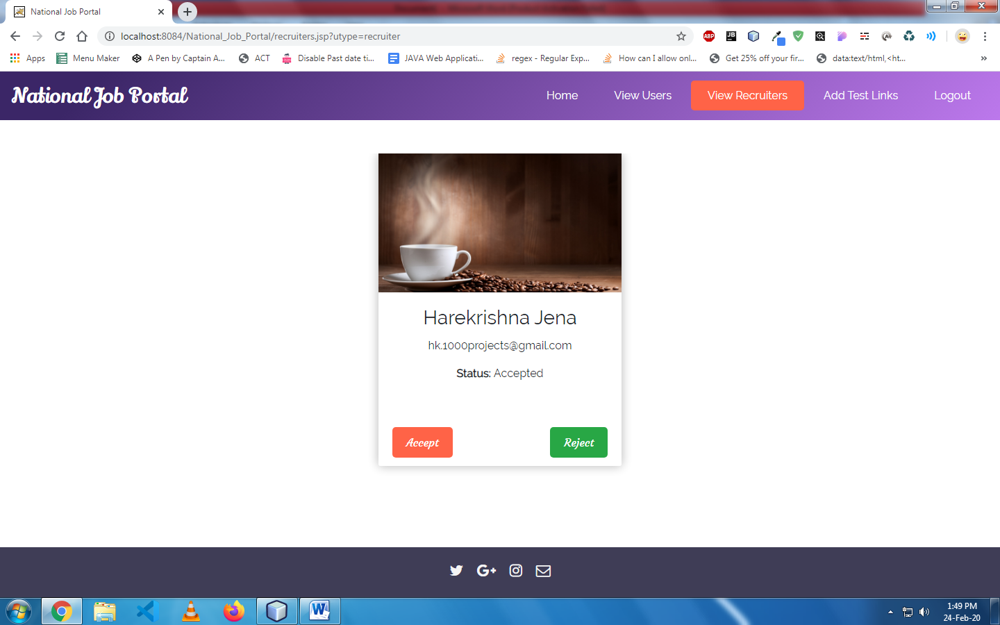 National Job Portal
localhost:8084/National_Job_Portal/recruiters.jsp?utype=recruiter
ABP
JB
Apps
Menu Maker
A Pen by Captain A...
ACT
Disable Past date ti...
JAVA Web Applicati...
regex - Regular Exp...
How can I allow onl...
Get 25% off your fir...
data:text/html,<ht...
»
National Job Portal
Home
View Users
View Recruiters
Add Test Links
Logout
Harekrishna Jena
hk.1000projects@gmail.com
Status: Accepted
Accept
Reject
1:49 PM
24-Feb-20